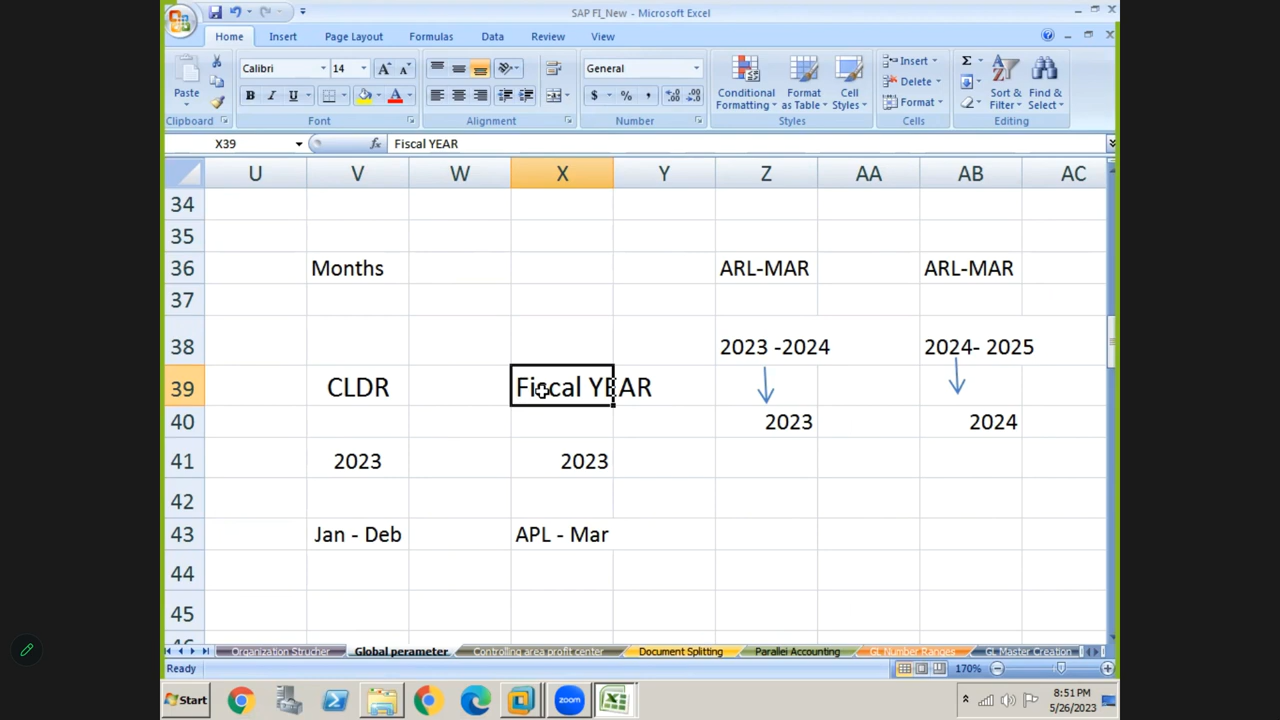 SAP FI_New - Microsoft Excel
Home Insert Page Layout Formulas Data Review View
Paste
Calibri 14
General
B I U
$ % ,
Conditional Formatting
Format as Table
Cell Styles
Insert
Delete
Format
Σ
Sort & Filter
Find & Select
Clipboard Font Alignment Number Styles Cells Editing
X39 fx Fiscal YEAR
U V W X Y Z AA AB AC
34
35
36 Months ARL-MAR ARL-MAR
37
38 2023 -2024 2024- 2025
39 CLDR Fiscal YEAR
40 2023 2024
41 2023 2023
42
43 Jan - Deb APL - Mar
44
45
Organization Strucher Global perameter Controlling area profit center Document Splitting Parallel Accounting GL Number Ranges GL Master Creation
Ready 170%
Start zoom 8:51 PM
5/26/2023